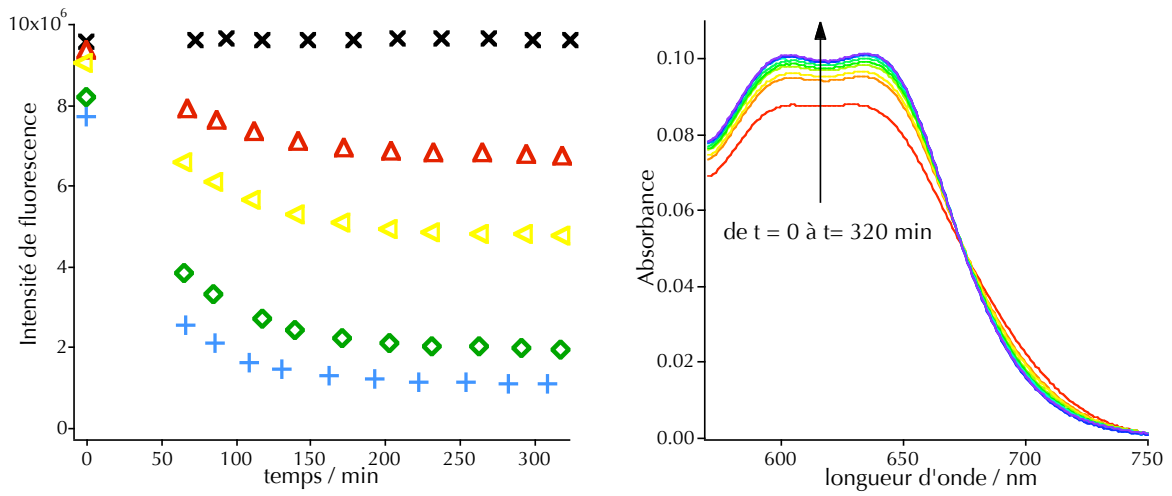 10x10⁶
8
6
4
2
0
Intensité de fluorescence
0 50 100 150 200 250 300
temps / min
0.10
0.08
0.06
0.04
0.02
0.00
Absorbance
de t = 0 à t= 320 min
600 650 700 750
longueur d'onde / nm